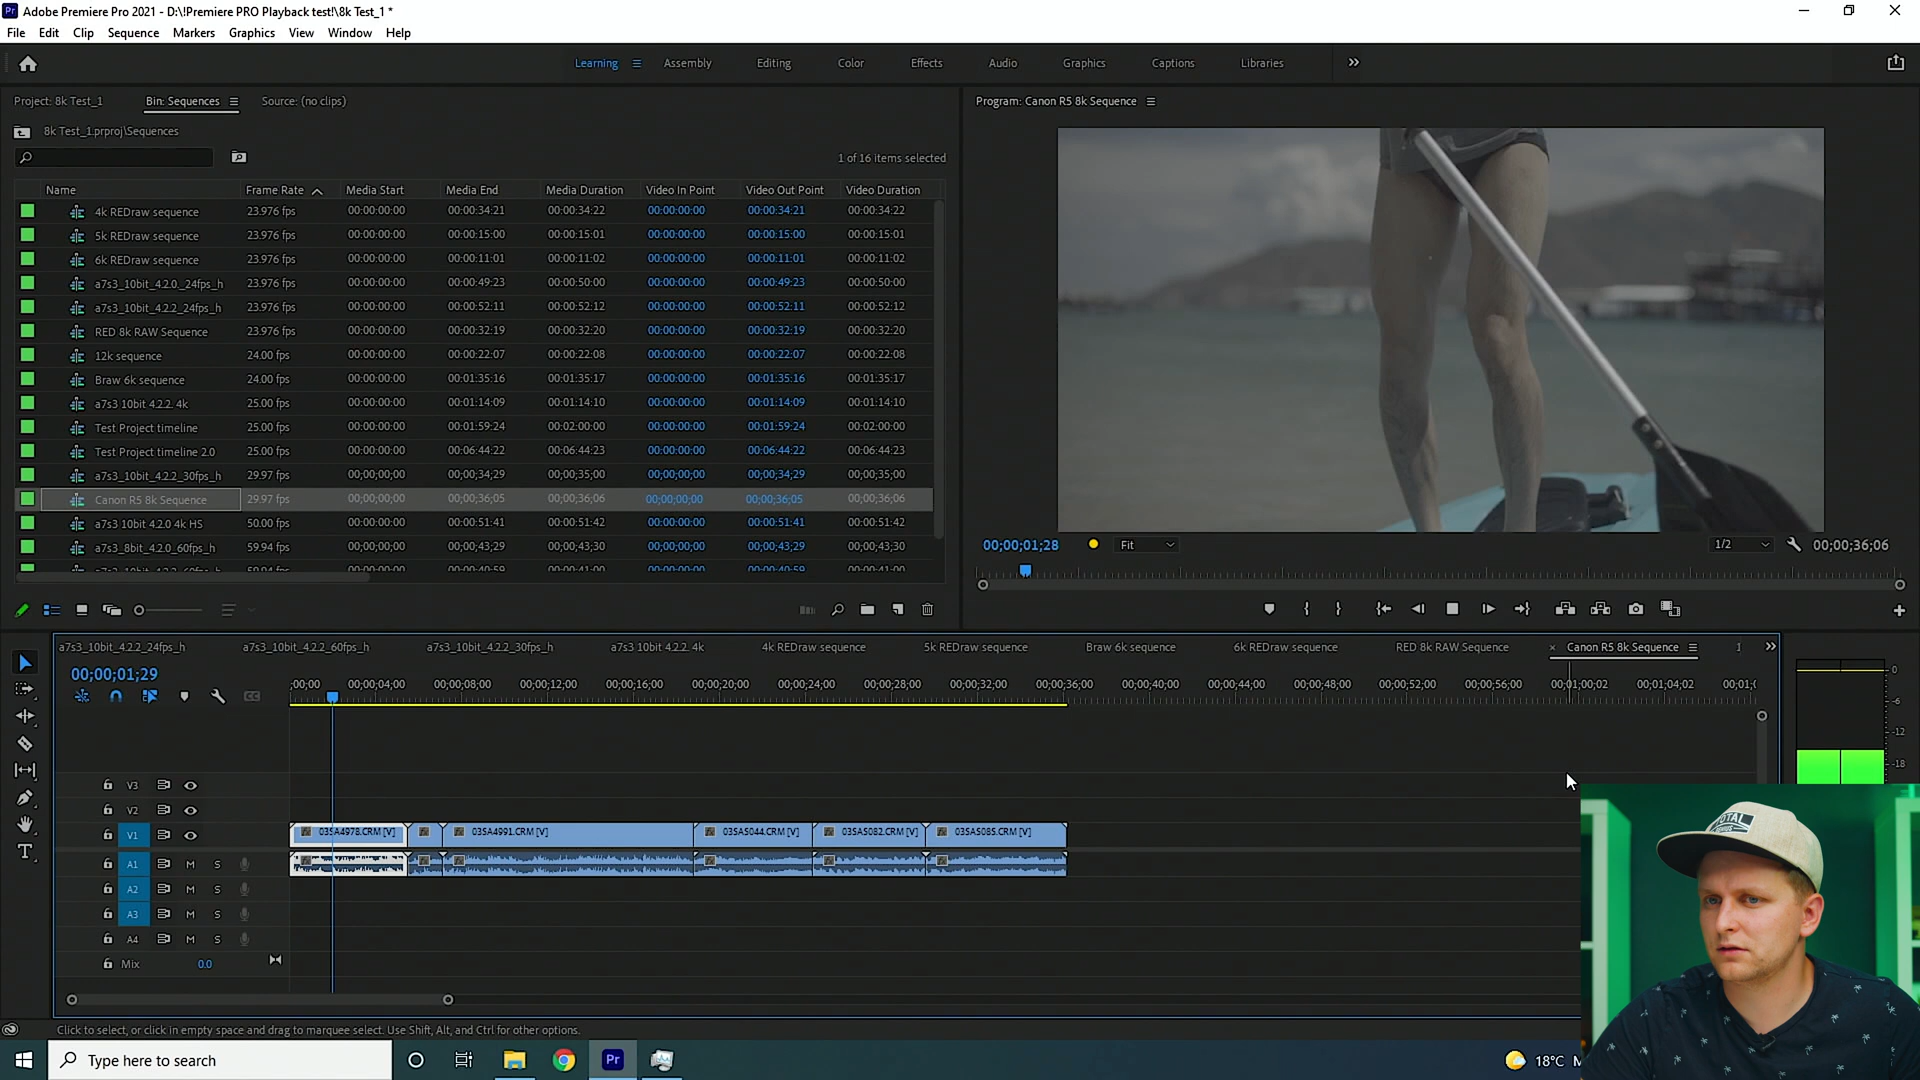 Adobe Premiere Pro 2021 - D:\!Premiere PRO Playback test!\8k Test_1 *
File Edit Clip Sequence Markers Graphics View Window Help
Learning Assembly Editing Color Effects Audio Graphics Captions Libraries
Project: 8k Test_1 Bin: Sequences Source: (no clips)
Program: Canon R5 8k Sequence
8k Test_1.prproj\Sequences
1 of 16 items selected
Name Frame Rate Media Start Media End Media Duration Video In Point Video Out Point Video Duration
4k REDraw sequence 23.976 fps 00:00:00:00 00:00:34:21 00:00:34:22 00:00:00:00 00:00:34:21 00:00:34:22
5k REDraw sequence 23.976 fps 00:00:00:00 00:00:15:00 00:00:15:01 00:00:00:00 00:00:15:00 00:00:15:01
6k REDraw sequence 23.976 fps 00:00:00:00 00:00:11:01 00:00:11:02 00:00:00:00 00:00:11:01 00:00:11:02
a7s3_10bit_4.2.0_24fps_h 23.976 fps 00:00:00:00 00:00:49:23 00:00:50:00 00:00:00:00 00:00:49:23 00:00:50:00
a7s3_10bit_4.2.2_24fps_h 23.976 fps 00:00:00:00 00:00:52:11 00:00:52:12 00:00:00:00 00:00:52:11 00:00:52:12
RED 8k RAW Sequence 23.976 fps 00:00:00:00 00:00:32:19 00:00:32:20 00:00:00:00 00:00:32:19 00:00:32:20
12k sequence 24.00 fps 00:00:00:00 00:00:22:07 00:00:22:08 00:00:00:00 00:00:22:07 00:00:22:08
Braw 6k sequence 24.00 fps 00:00:00:00 00:01:35:16 00:01:35:17 00:00:00:00 00:01:35:16 00:01:35:17
a7s3 10bit 4.2.2. 4k 25.00 fps 00:00:00:00 00:01:14:09 00:01:14:10 00:00:00:00 00:01:14:09 00:01:14:10
Test Project timeline 25.00 fps 00:00:00:00 00:01:59:24 00:02:00:00 00:00:00:00 00:01:59:24 00:02:00:00
Test Project timeline 2.0 25.00 fps 00:00:00:00 00:06:44:22 00:06:44:23 00:00:00:00 00:06:44:22 00:06:44:23
a7s3_10bit_4.2.2_30fps_h 29.97 fps 00;00;00;00 00;00;34;29 00;00;35;00 00;00;00;00 00;00;34;29 00;00;35;00
Canon R5 8k Sequence 29.97 fps 00;00;00;00 00;00;36;05 00;00;36;06 00;00;00;00 00;00;36;05 00;00;36;06
a7s3 10bit 4.2.0 4k HS 50.00 fps 00:00:00:00 00:00:51:41 00:00:51:42 00:00:00:00 00:00:51:41 00:00:51:42
a7s3_8bit_4.2.0_60fps_h 59.94 fps 00;00;00;00 00;00;43;29 00;00;43;30 00;00;00;00 00;00;43;29 00;00;43;30
00;00;01;28 Fit 1/2 00;00;36;06
a7s3_10bit_4.2.2_24fps_h a7s3_10bit_4.2.2_60fps_h a7s3_10bit_4.2.2_30fps_h a7s3 10bit 4.2.2. 4k 4k REDraw sequence 5k REDraw sequence Braw 6k sequence 6k REDraw sequence RED 8k RAW Sequence × Canon R5 8k Sequence 1
00;00;01;29
;00;00 00;00;04;00 00;00;08;00 00;00;12;00 00;00;16;00 00;00;20;00 00;00;24;00 00;00;28;00 00;00;32;00 00;00;36;00 00;00;40;00 00;00;44;00 00;00;48;00 00;00;52;00 00;00;56;00 00;01;00;02 00;01;04;02 00;01;0
0
-6
-12
-18
V3
V2
V1 03SA4978.CRM [V] 03SA4991.CRM [V] 03SA5044.CRM [V] 03SA5082.CRM [V] 03SA5085.CRM [V]
A1 M S
A2 M S
A3 M S
A4 M S
Mix 0.0
TOTAL
Click to select, or click in empty space and drag to marquee select. Use Shift, Alt, and Ctrl for other options.
Type here to search
Pr
18°C